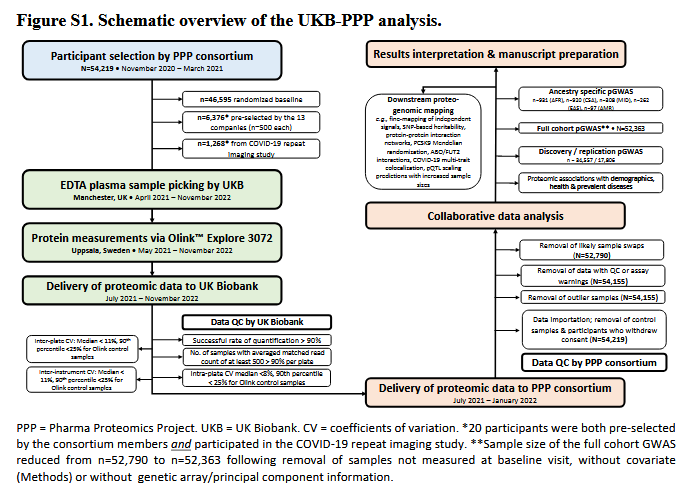 Figure S1. Schematic overview of the UKB-PPP analysis.
Participant selection by PPP consortium
N=54,219 • November 2020 – March 2021
n=46,595 randomized baseline
n=6,376* pre-selected by the 13
companies (n~500 each)
n=1,268* from COVID-19 repeat
imaging study
EDTA plasma sample picking by UKB
Manchester, UK • April 2021 – November 2022
Protein measurements via Olink™ Explore 3072
Uppsala, Sweden • May 2021 – November 2022
Delivery of proteomic data to UK Biobank
July 2021 – November 2022
Data QC by UK Biobank
Inter-plate CV: Median < 11%, 90th
percentile <25% for Olink control
samples
Inter-instrument CV: Median <
11%, 90th percentile <25% for
Olink control samples
Successful rate of quantification > 90%
No. of samples with averaged matched read
count of at least 500 > 90% per plate
Intra-plate CV median <8%, 90th percentile
< 25% for Olink control samples
Results interpretation & manuscript preparation
Downstream proteo-
genomic mapping
e.g., fine-mapping of independent
signals, SNP-based heritability,
protein-protein interaction
networks, PCSK9 Mendelian
randomization, ABO/FUT2
interactions, COVID-19 multi-trait
colocalization, pQTL scaling
predictions with increased sample
sizes
Ancestry specific pGWAS
n=931 (AFR), n=920 (CSA), n=308 (MID), n=262
(EAS), n=97 (AMR)
Full cohort pGWAS** • N=52,363
Discovery / replication pGWAS
n = 34,557 / 17,806
Proteomic associations with demographics,
health & prevalent diseases
Collaborative data analysis
Removal of likely sample swaps
(N=52,790)
Removal of data with QC or assay
warnings (N=54,155)
Removal of outlier samples (N=54,155)
Data importation; removal of control
samples & participants who withdrew
consent (N=54,219)
Data QC by PPP consortium
Delivery of proteomic data to PPP consortium
July 2021 – January 2022
PPP = Pharma Proteomics Project. UKB = UK Biobank. CV = coefficients of variation. *20 participants were both pre-selected
by the consortium members and participated in the COVID-19 repeat imaging study. **Sample size of the full cohort GWAS
reduced from n=52,790 to n=52,363 following removal of samples not measured at baseline visit, without covariate
(Methods) or without genetic array/principal component information.